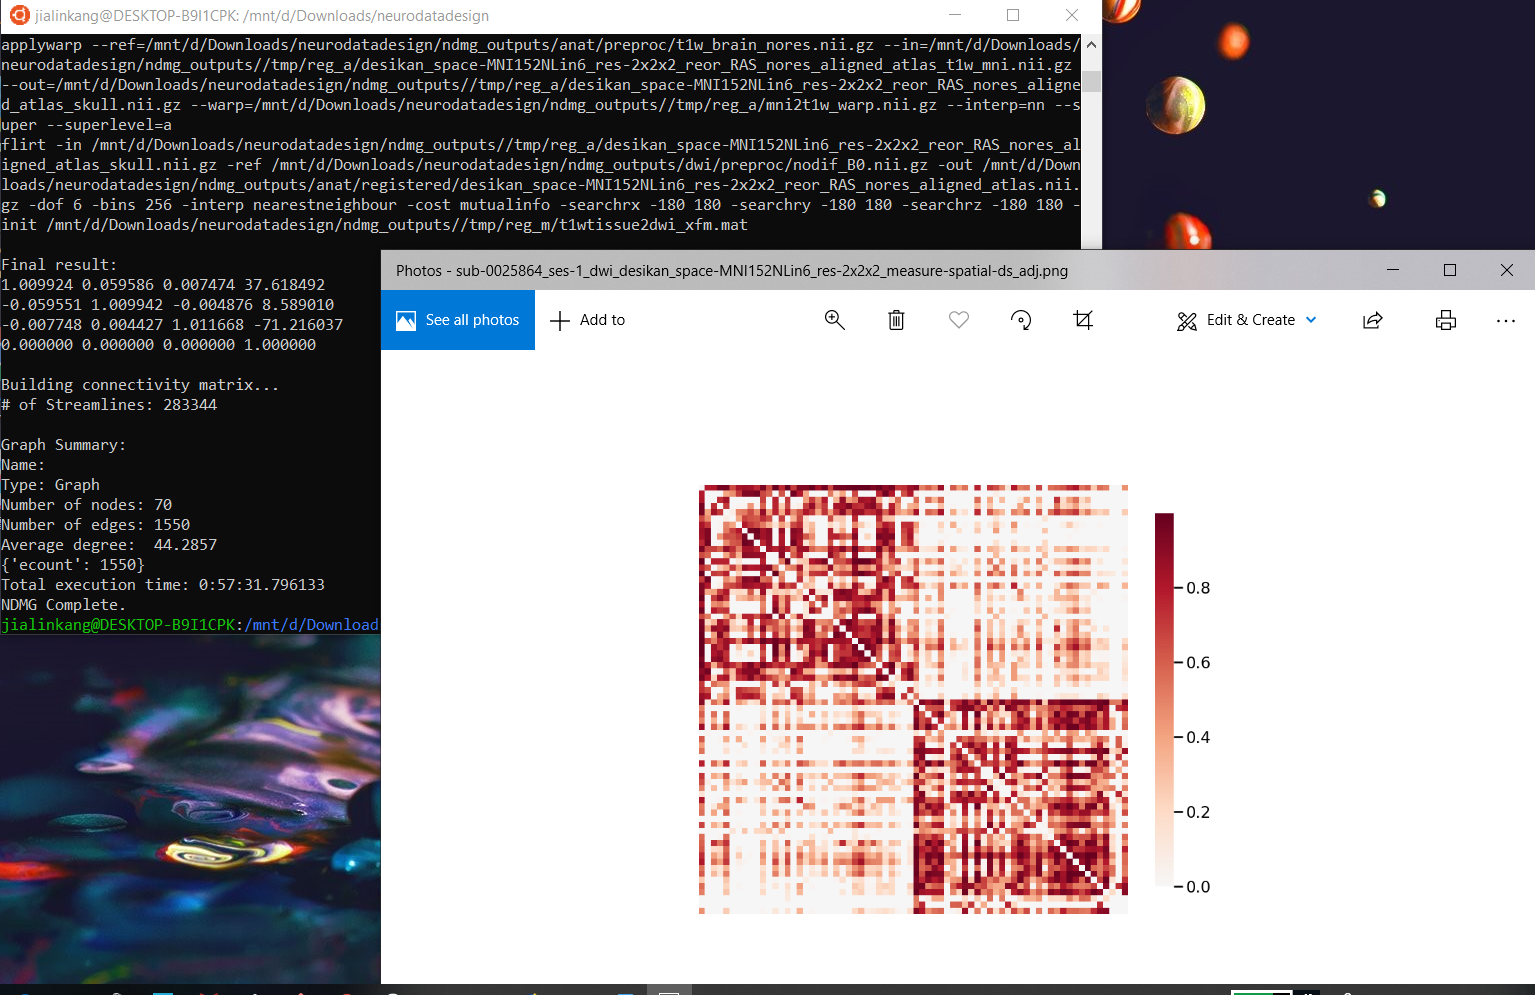 jialinkang@DESKTOP-B9I1CPK: /mnt/d/Downloads/neurodatadesign
applywarp --ref=/mnt/d/Downloads/neurodatadesign/ndmg_outputs/anat/preproc/t1w_brain_nores.nii.gz --in=/mnt/d/Downloads/
neurodatadesign/ndmg_outputs//tmp/reg_a/desikan_space-MNI152NLin6_res-2x2x2_reor_RAS_nores_aligned_atlas_t1w_mni.nii.gz
--out=/mnt/d/Downloads/neurodatadesign/ndmg_outputs//tmp/reg_a/desikan_space-MNI152NLin6_res-2x2x2_reor_RAS_nores_aligne
d_atlas_skull.nii.gz --warp=/mnt/d/Downloads/neurodatadesign/ndmg_outputs//tmp/reg_a/mni2t1w_warp.nii.gz --interp=nn --s
uper --superlevel=a
flirt -in /mnt/d/Downloads/neurodatadesign/ndmg_outputs//tmp/reg_a/desikan_space-MNI152NLin6_res-2x2x2_reor_RAS_nores_al
igned_atlas_skull.nii.gz -ref /mnt/d/Downloads/neurodatadesign/ndmg_outputs/dwi/preproc/nodif_B0.nii.gz -out /mnt/d/Down
loads/neurodatadesign/ndmg_outputs/anat/registered/desikan_space-MNI152NLin6_res-2x2x2_reor_RAS_nores_aligned_atlas.nii.
gz -dof 6 -bins 256 -interp nearestneighbour -cost mutualinfo -searchrx -180 180 -searchry -180 180 -searchrz -180 180 -
init /mnt/d/Downloads/neurodatadesign/ndmg_outputs//tmp/reg_m/t1wtissue2dwi_xfm.mat
Final result:
1.009924 0.059586 0.007474 37.618492
-0.059551 1.009942 -0.004876 8.589010
-0.007748 0.004427 1.011668 -71.216037
0.000000 0.000000 0.000000 1.000000
Building connectivity matrix...
# of Streamlines: 283344
Graph Summary:
Name:
Type: Graph
Number of nodes: 70
Number of edges: 1550
Average degree:  44.2857
{'ecount': 1550}
Total execution time: 0:57:31.796133
NDMG Complete.
jialinkang@DESKTOP-B9I1CPK:/mnt/d/Download
Photos - sub-0025864_ses-1_dwi_desikan_space-MNI152NLin6_res-2x2x2_measure-spatial-ds_adj.png
See all photos
Add to
Edit & Create
0.8
0.6
0.4
0.2
0.0